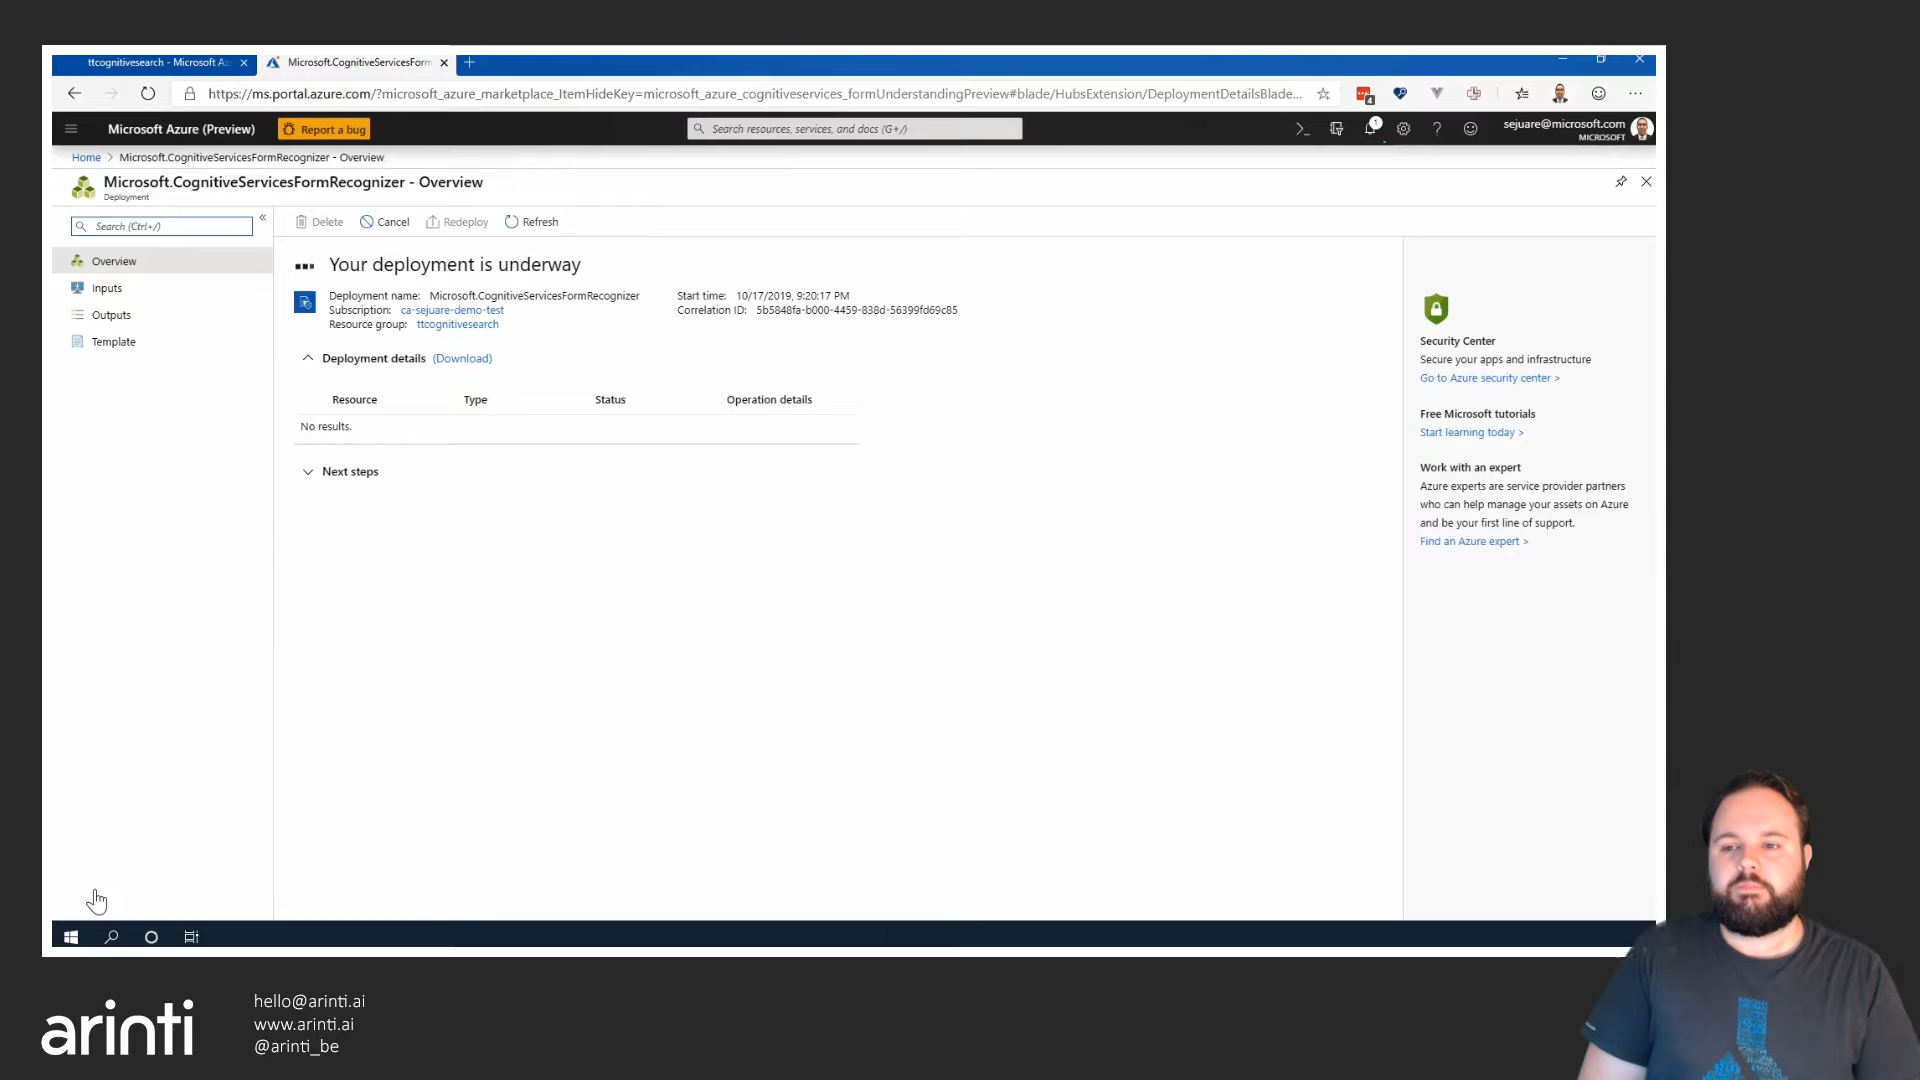 ttcognitivesearch - Microsoft Az
Microsoft.CognitiveServicesForm
https://ms.portal.azure.com/?microsoft_azure_marketplace_ItemHideKey=microsoft_azure_cognitiveservices_formUnderstandingPreview#blade/HubsExtension/DeploymentDetailsBlade...
4
Microsoft Azure (Preview)
Report a bug
Search resources, services, and docs (G+/)
1
sejuare@microsoft.com
MICROSOFT
Home > Microsoft.CognitiveServicesFormRecognizer - Overview
Microsoft.CognitiveServicesFormRecognizer - Overview
Deployment
Search (Ctrl+/)
Overview
Inputs
Outputs
Template
Delete
Cancel
Redeploy
Refresh
Your deployment is underway
Deployment name: Microsoft.CognitiveServicesFormRecognizer
Subscription: ca-sejuare-demo-test
Resource group: ttcognitivesearch
Start time: 10/17/2019, 9:20:17 PM
Correlation ID: 5b5848fa-b000-4459-838d-56399fd69c85
Deployment details (Download)
Resource Type Status Operation details
No results.
Next steps
Security Center
Secure your apps and infrastructure
Go to Azure security center >
Free Microsoft tutorials
Start learning today >
Work with an expert
Azure experts are service provider partners
who can help manage your assets on Azure
and be your first line of support.
Find an Azure expert >
arinti
hello@arinti.ai
www.arinti.ai
@arinti_be